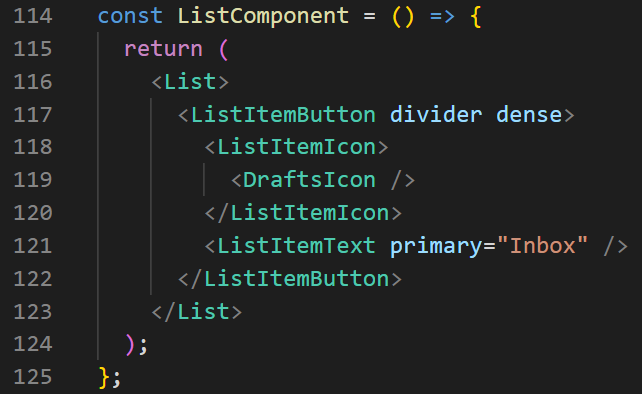 114 const ListComponent = () => {
115   return (
116     <List>
117       <ListItemButton divider dense>
118         <ListItemIcon>
119           <DraftsIcon />
120         </ListItemIcon>
121         <ListItemText primary="Inbox" />
122       </ListItemButton>
123     </List>
124   );
125 };